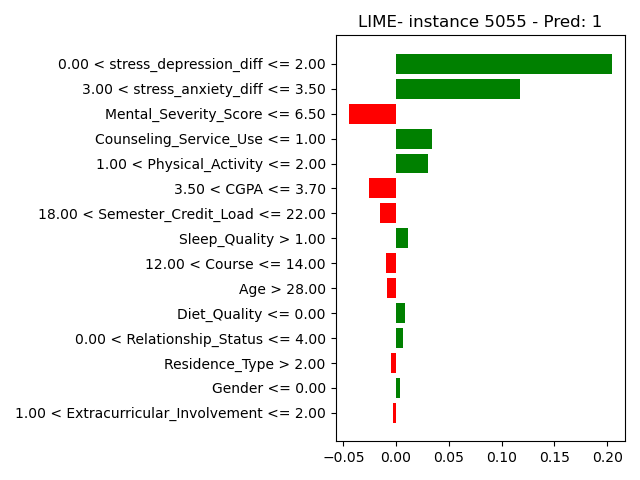 LIME- instance 5055 - Pred: 1
0.00 < stress_depression_diff <= 2.00
3.00 < stress_anxiety_diff <= 3.50
Mental_Severity_Score <= 6.50
Counseling_Service_Use <= 1.00
1.00 < Physical_Activity <= 2.00
3.50 < CGPA <= 3.70
18.00 < Semester_Credit_Load <= 22.00
Sleep_Quality > 1.00
12.00 < Course <= 14.00
Age > 28.00
Diet_Quality <= 0.00
0.00 < Relationship_Status <= 4.00
Residence_Type > 2.00
Gender <= 0.00
1.00 < Extracurricular_Involvement <= 2.00
−0.05 0.00 0.05 0.10 0.15 0.20